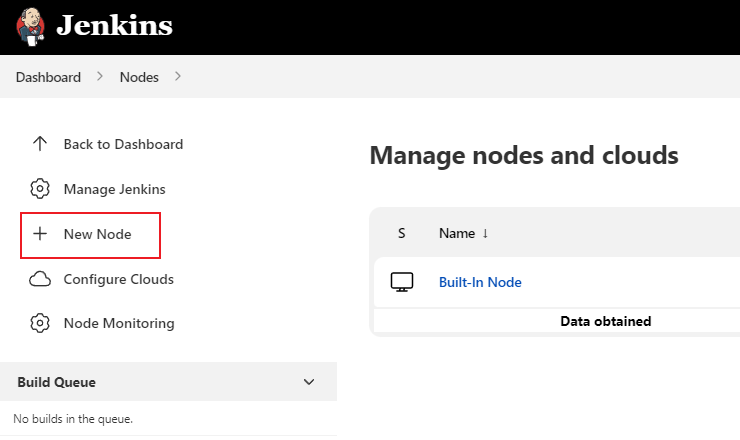 Jenkins
Dashboard > Nodes >
Back to Dashboard
Manage Jenkins
New Node
Configure Clouds
Node Monitoring
Build Queue
No builds in the queue.
Manage nodes and clouds
S Name ↓
Built-In Node
Data obtained